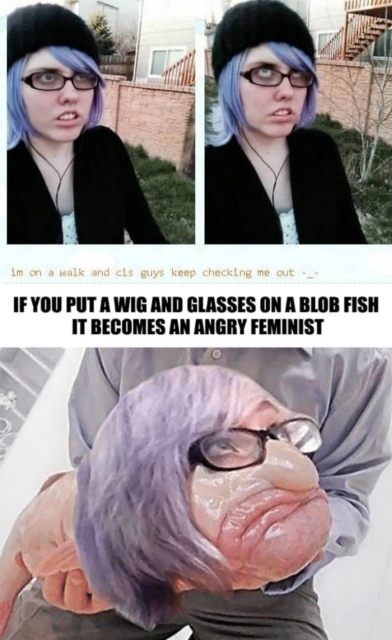 im on a walk and cis guys keep checking me out -_-
IF YOU PUT A WIG AND GLASSES ON A BLOB FISH
IT BECOMES AN ANGRY FEMINIST